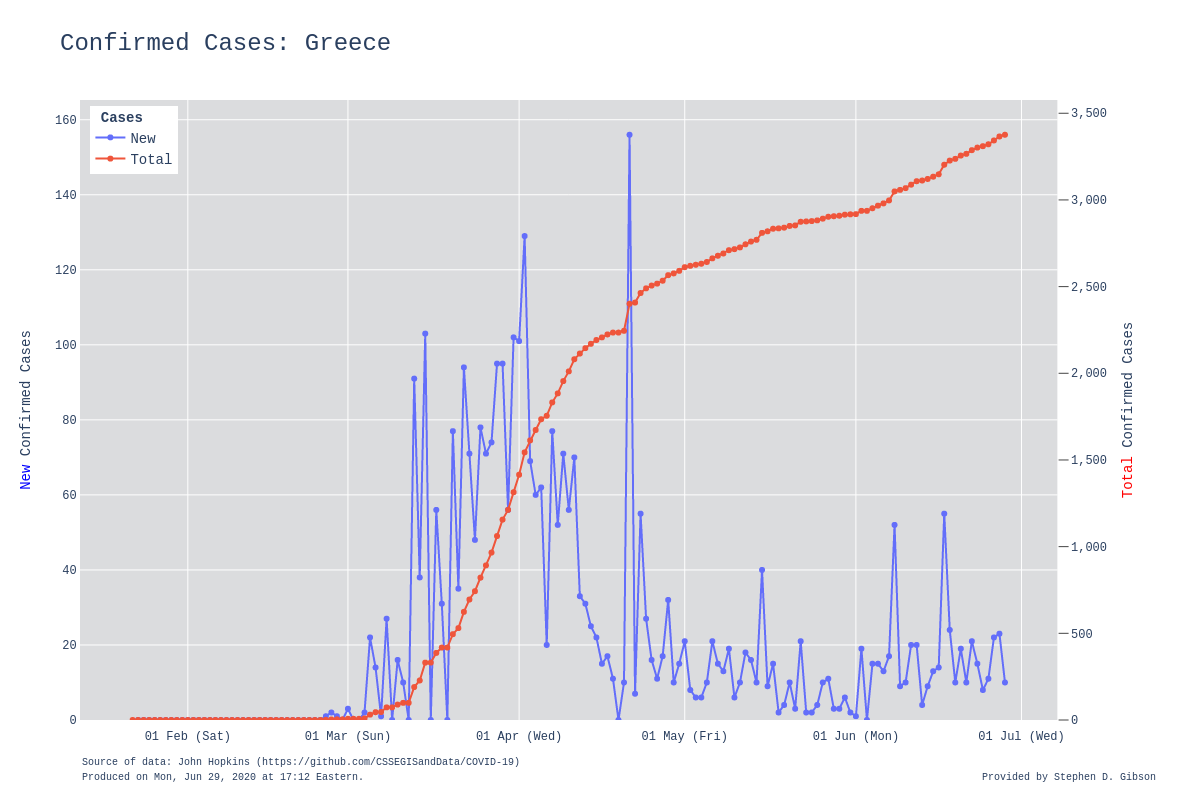 Confirmed Cases: Greece
Cases
New
Total
160
140
120
100
80
60
40
20
0
3,500
3,000
2,500
2,000
1,500
1,000
500
0
New Confirmed Cases
Total Confirmed Cases
01 Feb (Sat)
01 Mar (Sun)
01 Apr (Wed)
01 May (Fri)
01 Jun (Mon)
01 Jul (Wed)
Source of data: John Hopkins (https://github.com/CSSEGISandData/COVID-19)
Produced on Mon, Jun 29, 2020 at 17:12 Eastern.
Provided by Stephen D. Gibson